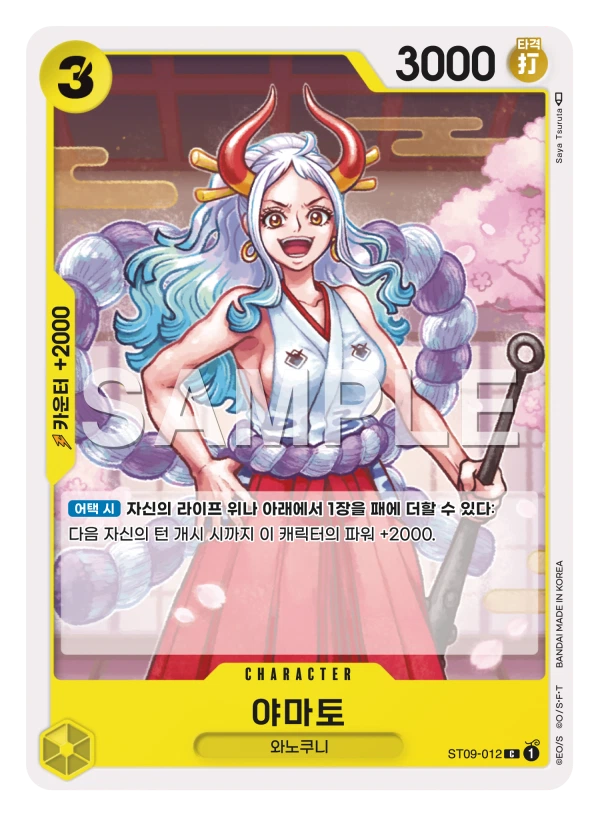 3
3000
타격
打
Saya Tsuruta
카운터 +2000
SAMPLE
어택 시 자신의 라이프 위나 아래에서 1장을 패에 더할 수 있다:
다음 자신의 턴 개시 시까지 이 캐릭터의 파워 +2000.
CHARACTER
야마토
와노쿠니
ST09-012 C 1
©EO/S ©O/S·F·T BANDAI MADE IN KOREA